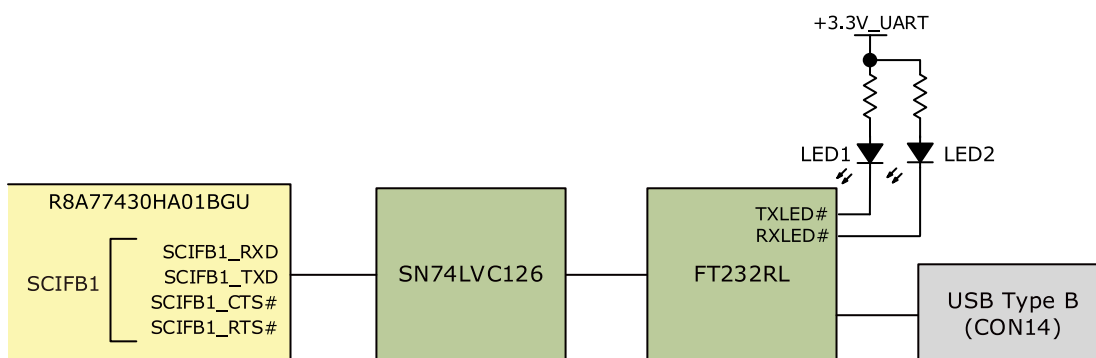 +3.3V_UART
LED1
LED2
R8A77430HA01BGU
SCIFB1
SCIFB1_RXD
SCIFB1_TXD
SCIFB1_CTS#
SCIFB1_RTS#
SN74LVC126
TXLED#
RXLED#
FT232RL
USB Type B
(CON14)